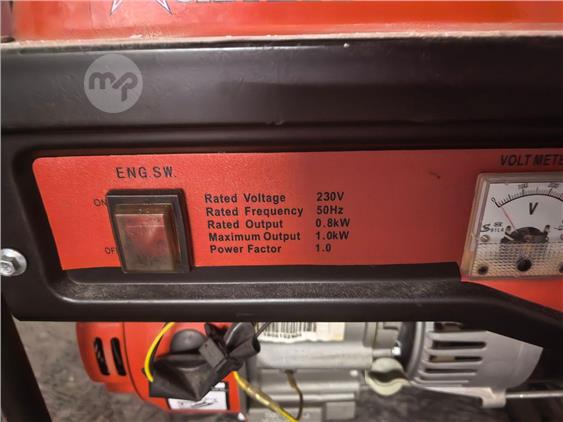 mp
ENG.SW.
ON
OFF
Rated Voltage 230V
Rated Frequency 50Hz
Rated Output 0.8kW
Maximum Output 1.0kW
Power Factor 1.0
VOLT METE
V